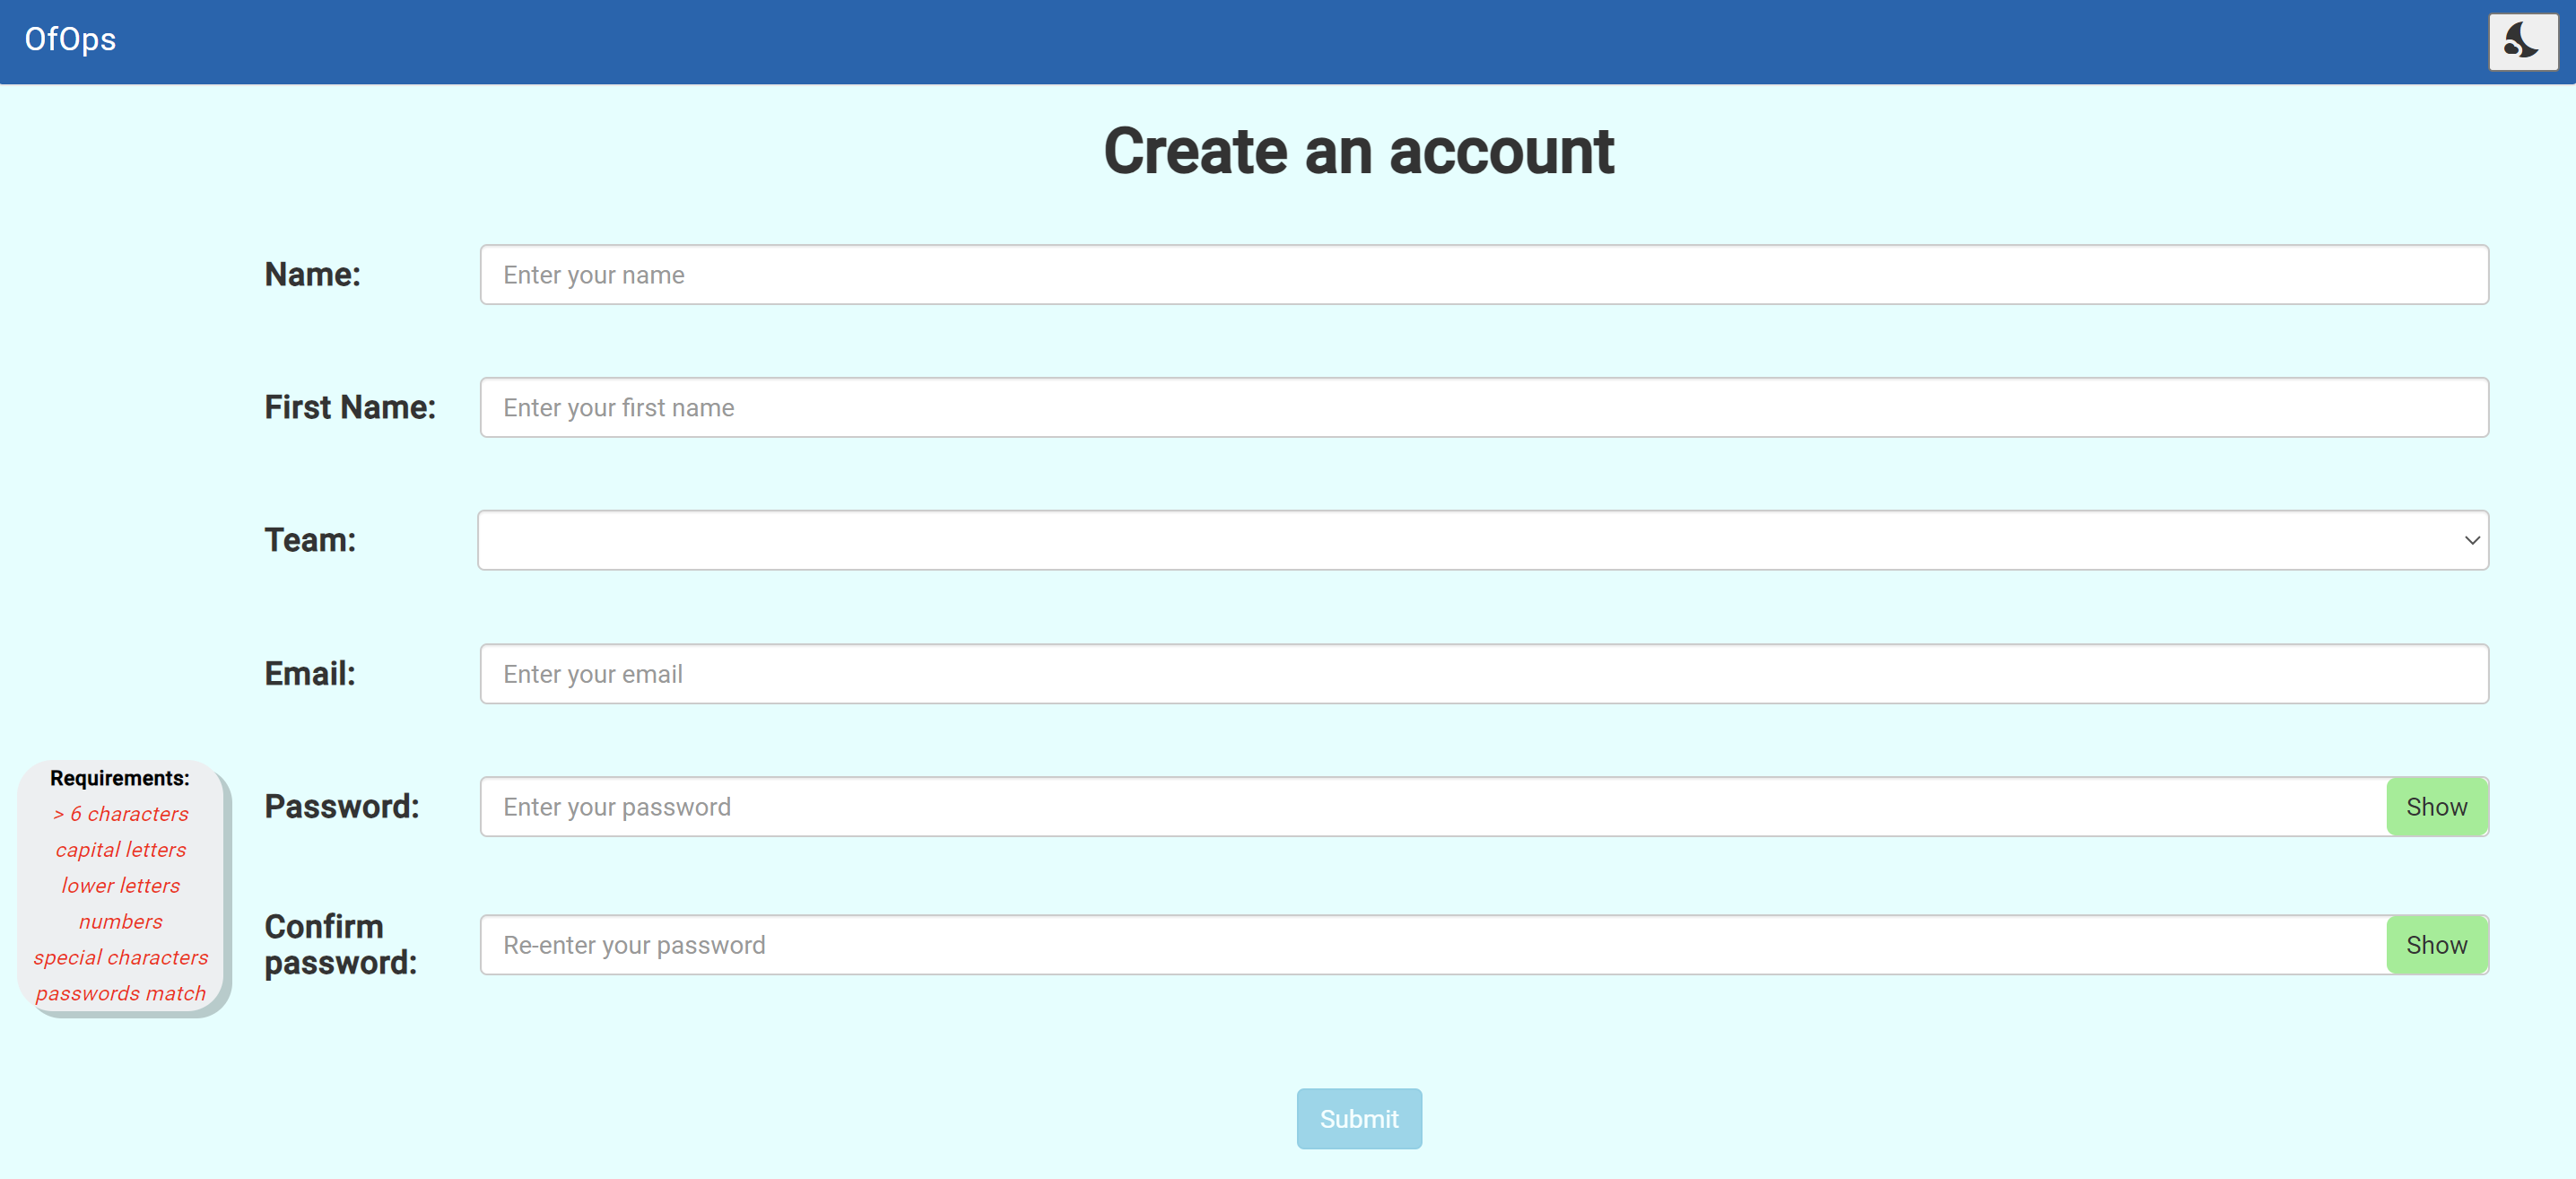 OfOps
Create an account
Name:
Enter your name
First Name:
Enter your first name
Team:
Email:
Enter your email
Requirements:
> 6 characters
capital letters
lower letters
numbers
special characters
passwords match
Password:
Enter your password
Show
Confirm
password:
Re-enter your password
Show
Submit